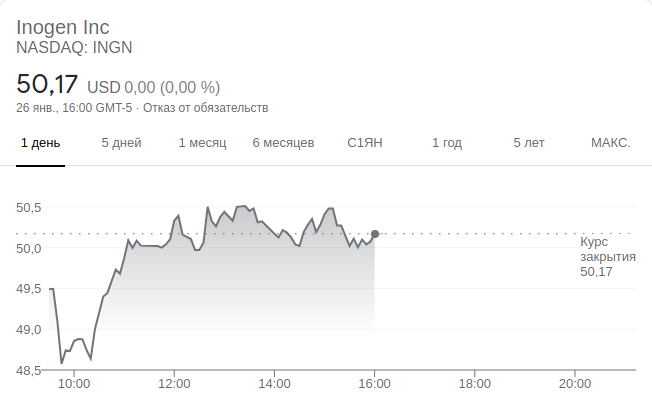 Inogen Inc
NASDAQ: INGN
50,17 USD 0,00 (0,00 %)
26 янв., 16:00 GMT-5 · Отказ от обязательств
1 день 5 дней 1 месяц 6 месяцев С1ЯН 1 год 5 лет МАКС.
50,5
50,0
49,5
49,0
48,5
Курс
закрытия
50,17
10:00 12:00 14:00 16:00 18:00 20:00